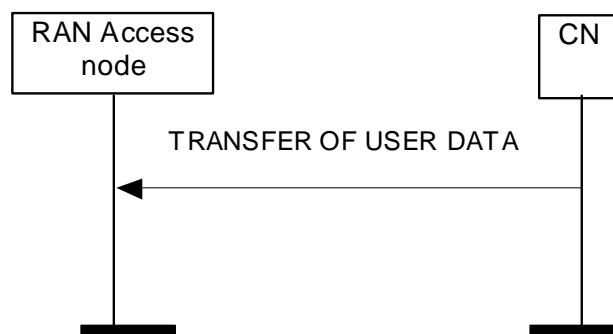 RAN Access
node
CN
TRANSFER OF USER DATA